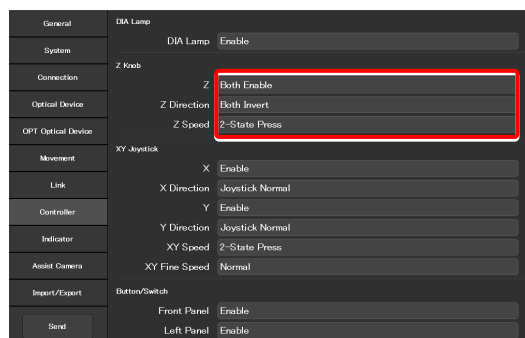 General
System
Connection
Optical Device
OPT Optical Device
Movement
Link
Controller
Indicator
Assist Camera
Import/Export
Send
DIA Lamp
DIA Lamp Enable
Z Knob
Z Both Enable
Z Direction Both Invert
Z Speed 2-State Press
XY Joystick
X Enable
X Direction Joystick Normal
Y Enable
Y Direction Joystick Normal
XY Speed 2-State Press
XY Fine Speed Normal
Button/Switch
Front Panel Enable
Left Panel Enable